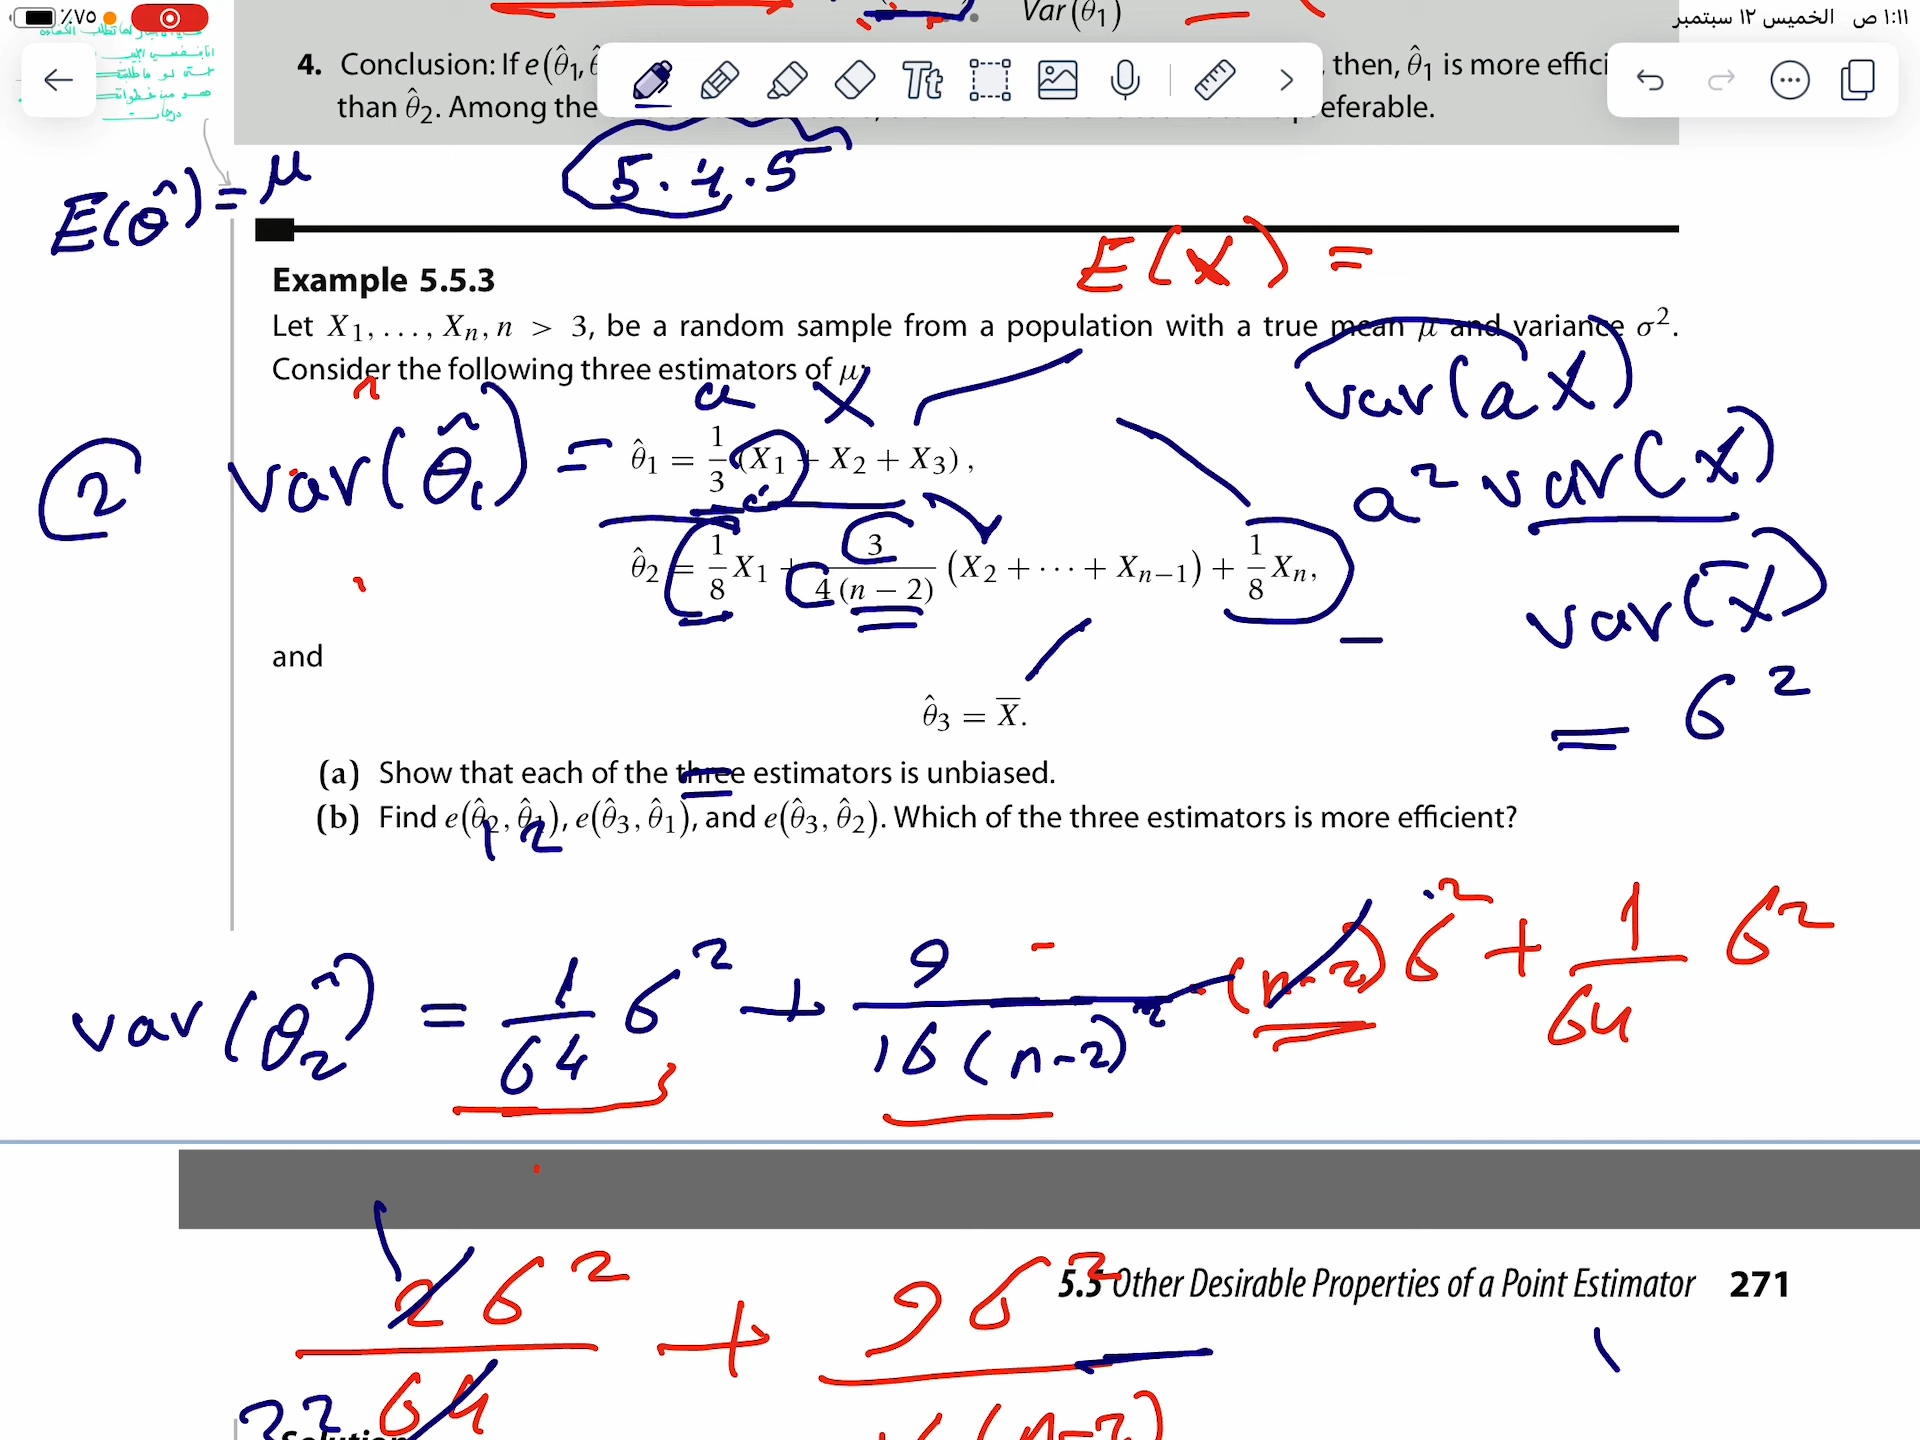 ٪٧٥
١:١١ ص الخميس ١٢ سبتمبر
Var(θ₁)
4. Conclusion: If e(θ̂₁, then, θ̂₁ is more effici
than θ̂₂. Among the eferable.
E(θ̂) = μ
5.4.5
E(X) =
Example 5.5.3
Let X₁, . . . , Xₙ, n > 3, be a random sample from a population with a true mean μ and variance σ².
Consider the following three estimators of μ:
a X
var(aX)
② var(θ̂₁) = θ̂₁ = 1/3 (X₁ + X₂ + X₃),
a² var(X)
θ̂₂ = 1/8 X₁ + 3/(4(n − 2)) (X₂ + ··· + Xₙ₋₁) + 1/8 Xₙ,
var(X)
= σ²
and
θ̂₃ = X̄.
(a) Show that each of the three estimators is unbiased.
(b) Find e(θ̂₂, θ̂₁), e(θ̂₃, θ̂₁), and e(θ̂₃, θ̂₂). Which of the three estimators is more efficient?
1 2
var(θ̂₂) = 1/64 σ² + 9/(16(n-2)²) · (n-2) σ² + 1/64 σ²
5.5 Other Desirable Properties of a Point Estimator 271
2σ²/64 + 9σ²/(n-2)
32
Solution